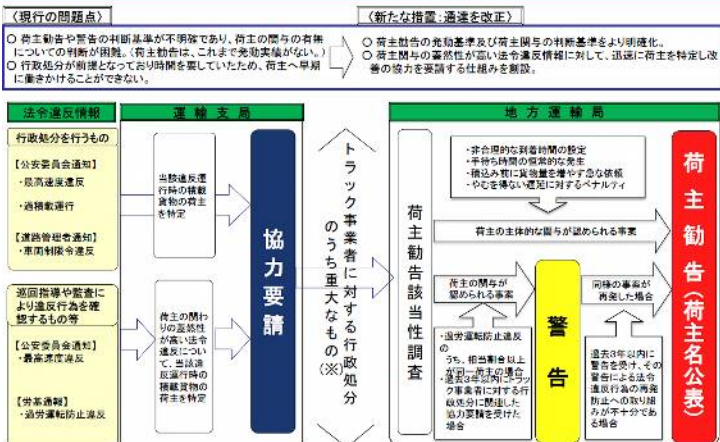 〈現行の問題点〉
○ 荷主勧告や警告の判断基準が不明確であり、荷主の関与の有無
についての判断が困難。(荷主勧告は、これまで発動実績がない。)
○ 行政処分が前提となっており時間を要していたため、荷主へ早期
に働きかけることができない。
〈新たな措置:通達を改正〉
○ 荷主勧告の発動基準及び荷主関与の判断基準をより明確化。
○ 荷主関与の蓋然性が高い法令違反情報に対して、迅速に荷主を特定し改
善の協力を要請する仕組みを創設。
法令違反情報
行政処分を行うもの
【公安委員会通知】
・最高速度違反
・過積載運行
【道路管理者通知】
・車両制限令違反
巡回指導や監査に
より違反行為を確
認するもの等
【公安委員会通知】
・最高速度違反
【労基通報】
・過労運転防止違反
運輸支局
当該違反運
行時の積載
貨物の荷主
を特定
荷主の関わ
りの蓋然性
が高い法令
違反につい
て、当該違
反運行時の
積載貨物の
荷主を特定
協力要請
トラック事業者に対する行政処分
のうち重大なもの(※)
地方運輸局
荷主勧告該当性調査
・非合理的な到着時間の設定
・手待ち時間の恒常的な発生
・積込み前に貨物量を増やす急な依頼
・やむを得ない遅延に対するペナルティ
荷主の主体的な関与が認められる事案
荷主の関与が
認められる事案
・過労運転防止違反
の
うち、相当割合以上
が同一荷主の場合
・過去3年以内にトラッ
ク事業者に対する行
政処分に関連した
協力要請を受けた
場合
警告
同様の事案が
再発した場合
過去3年以内に
警告を受け、その
警告による法令
違反行為の再発
防止への取り組
みが不十分であ
る場合
荷主勧告(荷主名公表)